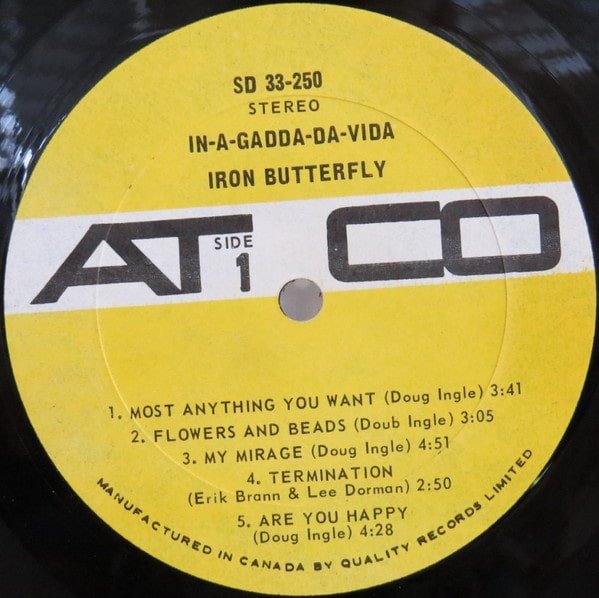 SD 33-250
STEREO
IN-A-GADDA-DA-VIDA
IRON BUTTERFLY
ATCO
SIDE
1
1. MOST ANYTHING YOU WANT (Doug Ingle) 3:41
2. FLOWERS AND BEADS (Doub Ingle) 3:05
3. MY MIRAGE (Doug Ingle) 4:51
4. TERMINATION
(Erik Brann & Lee Dorman) 2:50
5. ARE YOU HAPPY
(Doug Ingle) 4:28
MANUFACTURED IN CANADA BY QUALITY RECORDS LIMITED